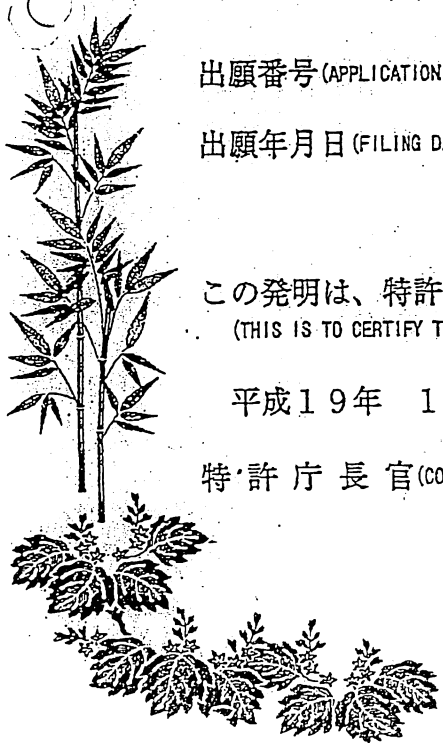 出願番号(APPLICATION
出願年月日(FILING D
この発明は、特許
(THIS IS TO CERTIFY T
平成19年 1
特許庁長官(CO